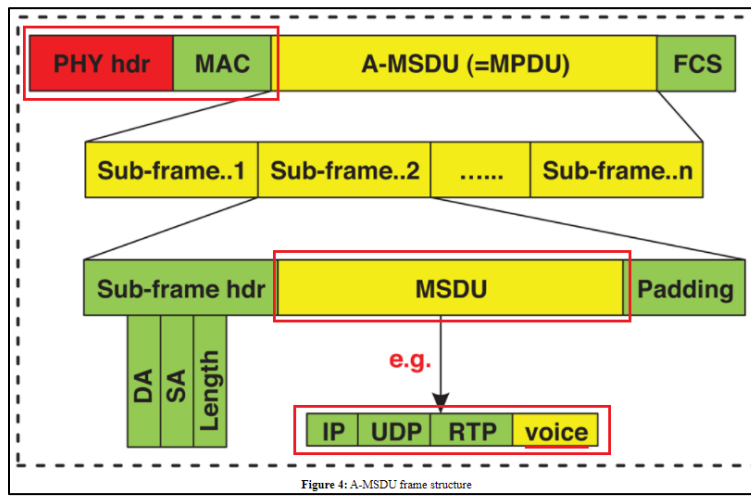 PHY hdr MAC A-MSDU (=MPDU) FCS
Sub-frame..1 Sub-frame..2 ...... Sub-frame..n
Sub-frame hdr MSDU Padding
DA SA Length
e.g.
IP UDP RTP voice
Figure 4: A-MSDU frame structure